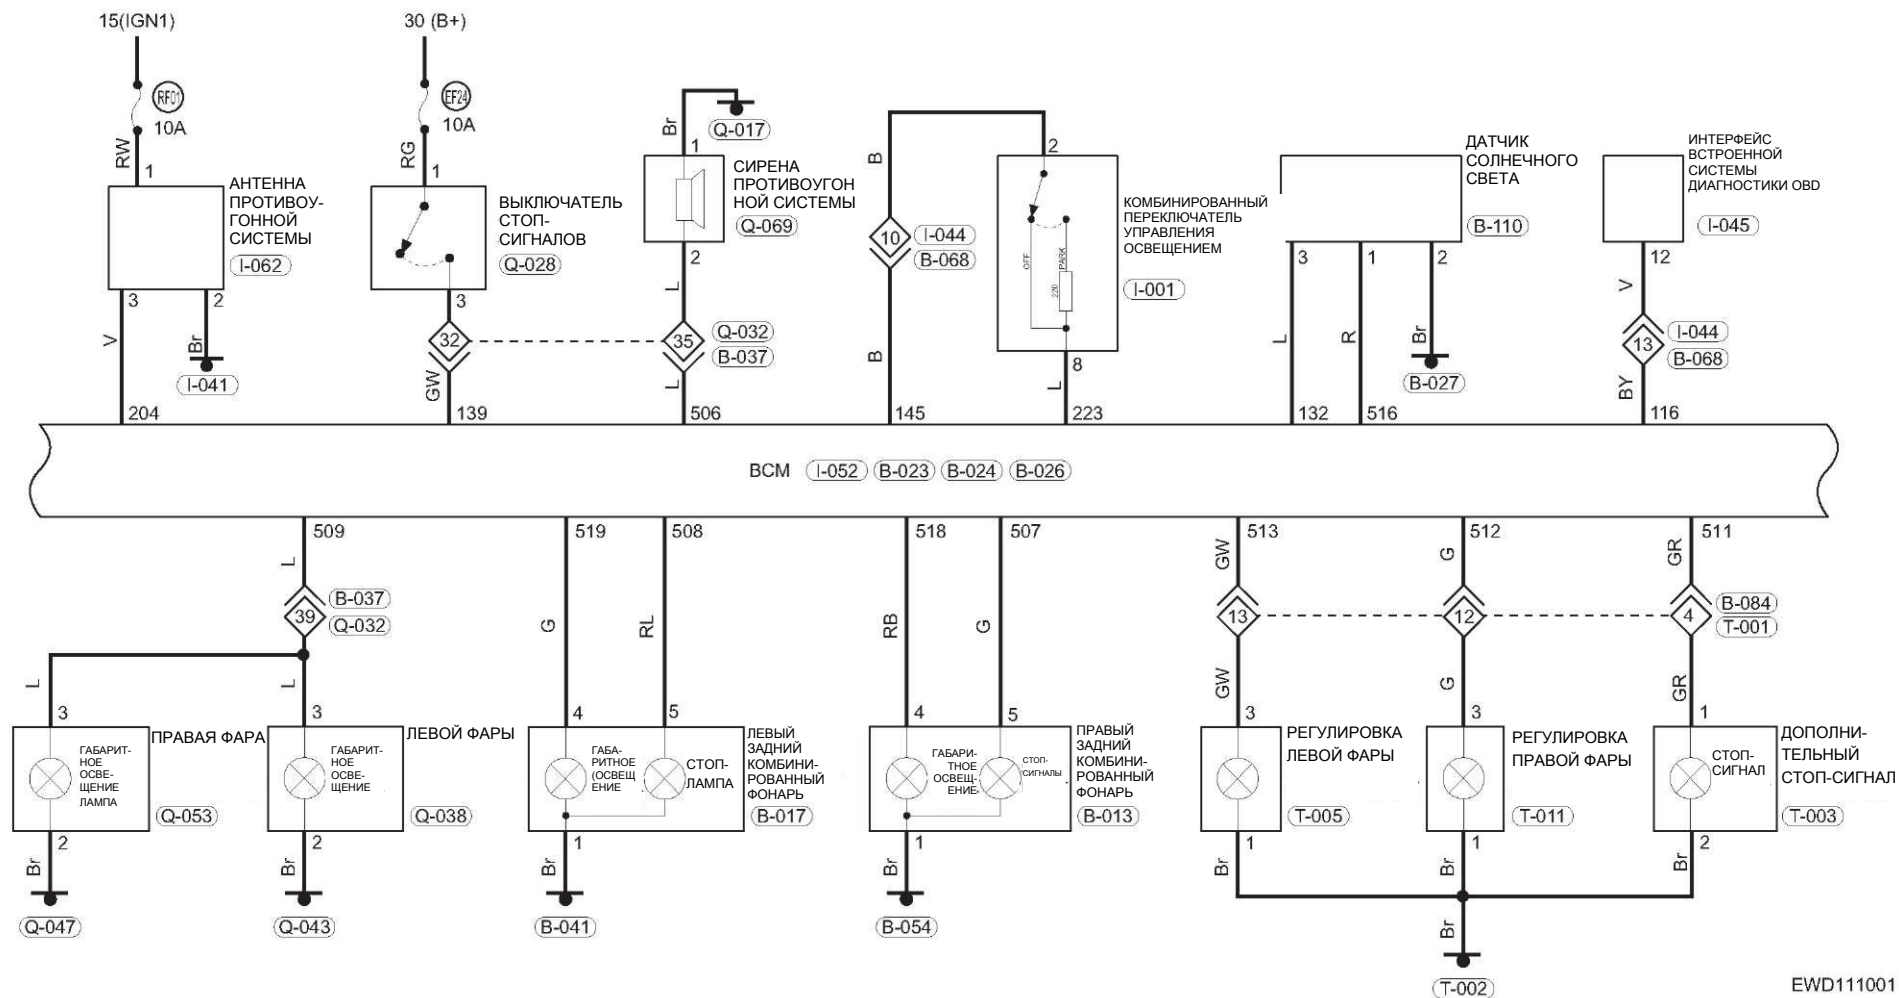 15(IGN1)
30 (B+)
RF01
10A
EF24
10A
RW
RG
1
1
Br
Q-017
1
B
2
АНТЕННА
ПРОТИВОУ-
ГОННОЙ
СИСТЕМЫ
I-062
ВЫКЛЮЧАТЕЛЬ
СТОП-
СИГНАЛОВ
Q-028
СИРЕНА
ПРОТИВОУГОН
НОЙ СИСТЕМЫ
Q-069
10
I-044
B-068
OFF
PARK
220
КОМБИНИРОВАННЫЙ
ПЕРЕКЛЮЧАТЕЛЬ
УПРАВЛЕНИЯ
ОСВЕЩЕНИЕМ
I-001
ДАТЧИК
СОЛНЕЧНОГО
СВЕТА
B-110
ИНТЕРФЕЙС
ВСТРОЕННОЙ
СИСТЕМЫ
ДИАГНОСТИКИ OBD
I-045
3
2
3
2
3
1
2
12
V
Br
I-041
32
GW
L
35
Q-032
B-037
L
B
8
L
L
R
Br
B-027
V
13
I-044
B-068
BY
204
139
506
145
223
132
516
116
BCM
I-052
B-023
B-024
B-026
509
519
508
518
507
513
512
511
L
39
B-037
Q-032
G
RL
RB
G
GW
G
GR
13
12
4
B-084
T-001
L
L
GW
G
GR
3
3
4
5
4
5
3
3
1
ГАБАРИТ-
НОЕ
ОСВЕ-
ЩЕНИЕ
ЛАМПА
ПРАВАЯ ФАРА
Q-053
ГАБАРИТ-
НОЕ
ОСВЕ-
ЩЕНИЕ
ЛЕВОЙ ФАРЫ
Q-038
ГАБА-
РИТНОЕ
(ОСВЕЩ
ЕНИЕ
СТОП-
ЛАМПА
ЛЕВЫЙ
ЗАДНИЙ
КОМБИНИ-
РОВАННЫЙ
ФОНАРЬ
B-017
ГАБАРИ-
ТНОЕ
ОСВЕЩ-
ЕНИЕ-
СТОП-
СИГНАЛЫ
ПРАВЫЙ
ЗАДНИЙ
КОМБИНИ-
РОВАННЫЙ
ФОНАРЬ
B-013
РЕГУЛИРОВКА
ЛЕВОЙ ФАРЫ
T-005
РЕГУЛИРОВКА
ПРАВОЙ ФАРЫ
T-011
СТОП-
СИГНАЛ
ДОПОЛНИ-
ТЕЛЬНЫЙ
СТОП-СИГНАЛ
T-003
2
2
1
1
1
1
2
Br
Br
Br
Br
Br
Br
Br
Q-047
Q-043
B-041
B-054
Br
T-002
EWD111001